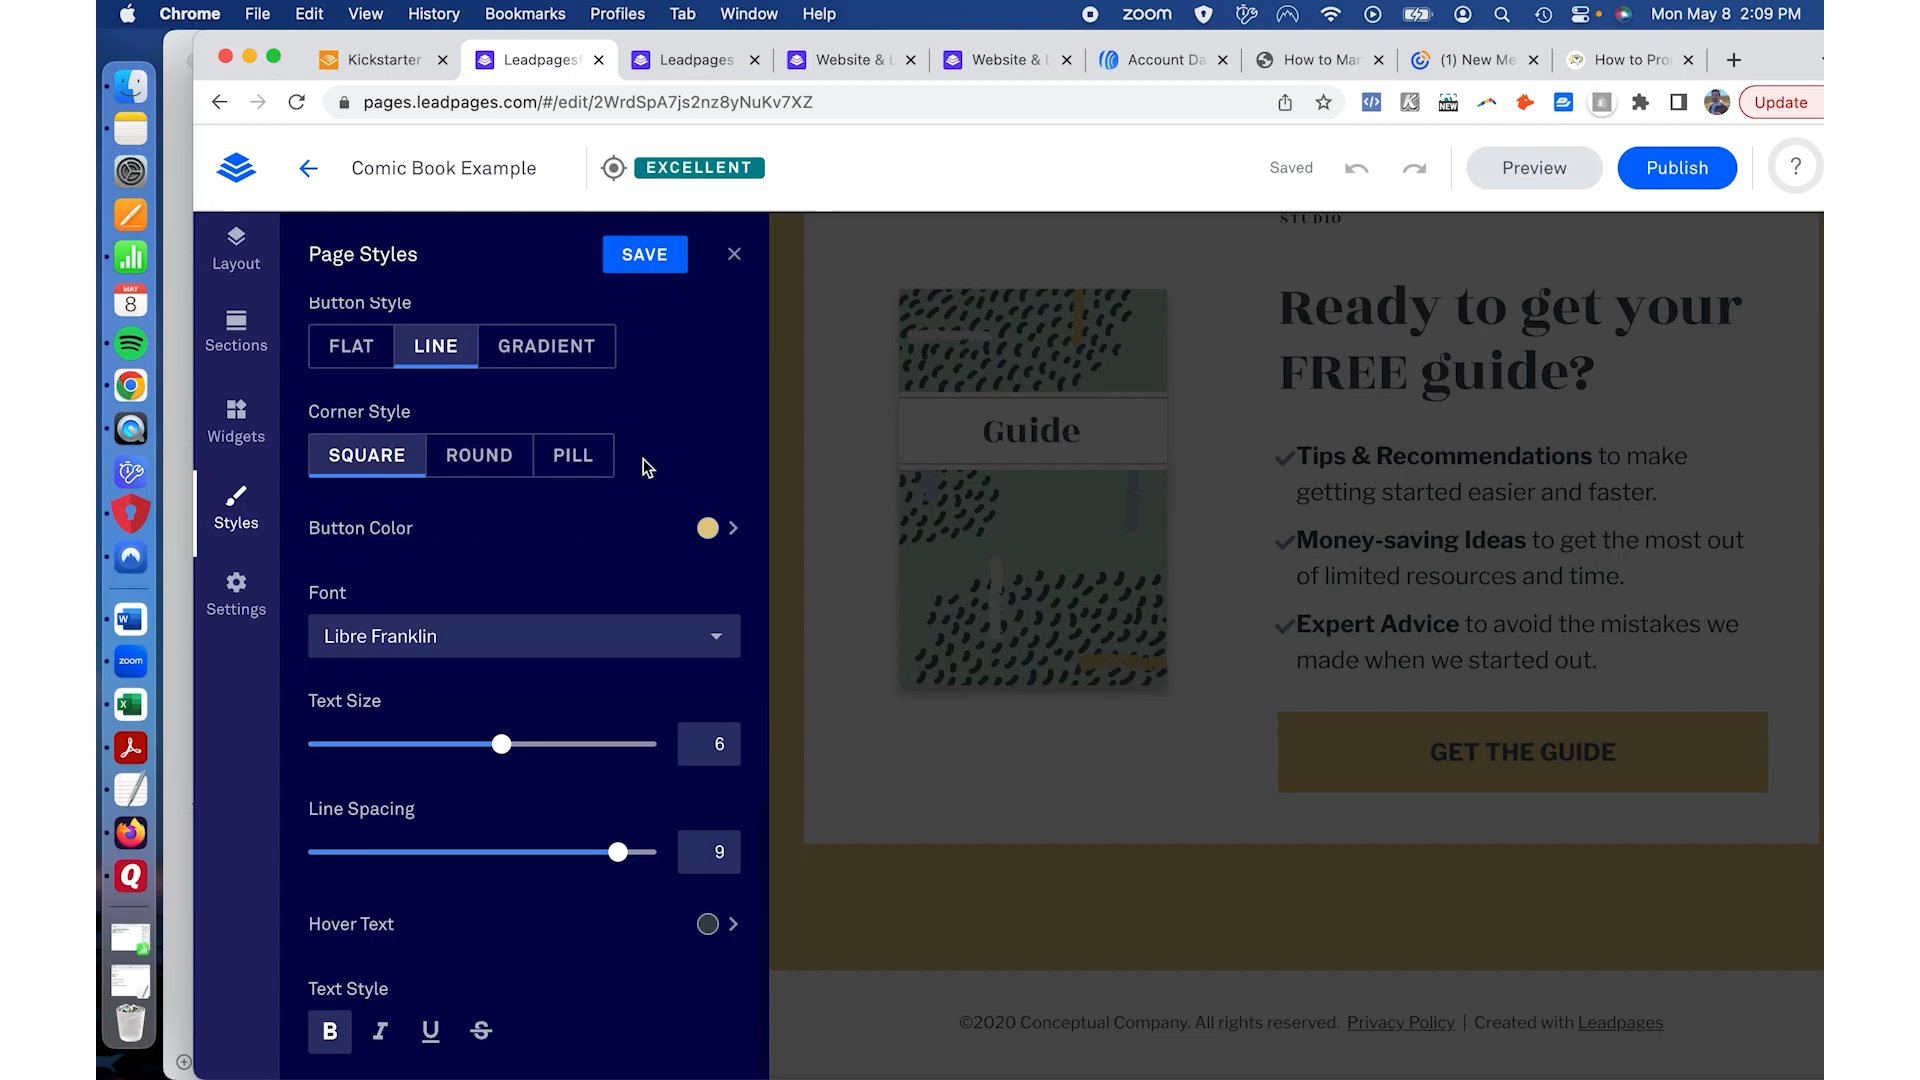 Chrome File Edit View History Bookmarks Profiles Tab Window Help zoom Mon May 8 2:09 PM
Kickstarter Leadpages Leadpages Website & L Website & L Account Da How to Mar (1) New Me How to Pro
pages.leadpages.com/#/edit/2WrdSpA7js2nz8yNuKv7XZ NEW Update
Comic Book Example EXCELLENT Saved Preview Publish ?
Layout
Sections
Widgets
Styles
Settings
Page Styles SAVE
Button Style
FLAT LINE GRADIENT
Corner Style
SQUARE ROUND PILL
Button Color
Font
Libre Franklin
Text Size
6
Line Spacing
9
Hover Text
Text Style
B I U S
STUDIO
Guide
Ready to get your
FREE guide?
Tips & Recommendations to make
getting started easier and faster.
Money-saving Ideas to get the most out
of limited resources and time.
Expert Advice to avoid the mistakes we
made when we started out.
GET THE GUIDE
©2020 Conceptual Company. All rights reserved. Privacy Policy | Created with Leadpages
MAY
8
W
zoom
X
Q